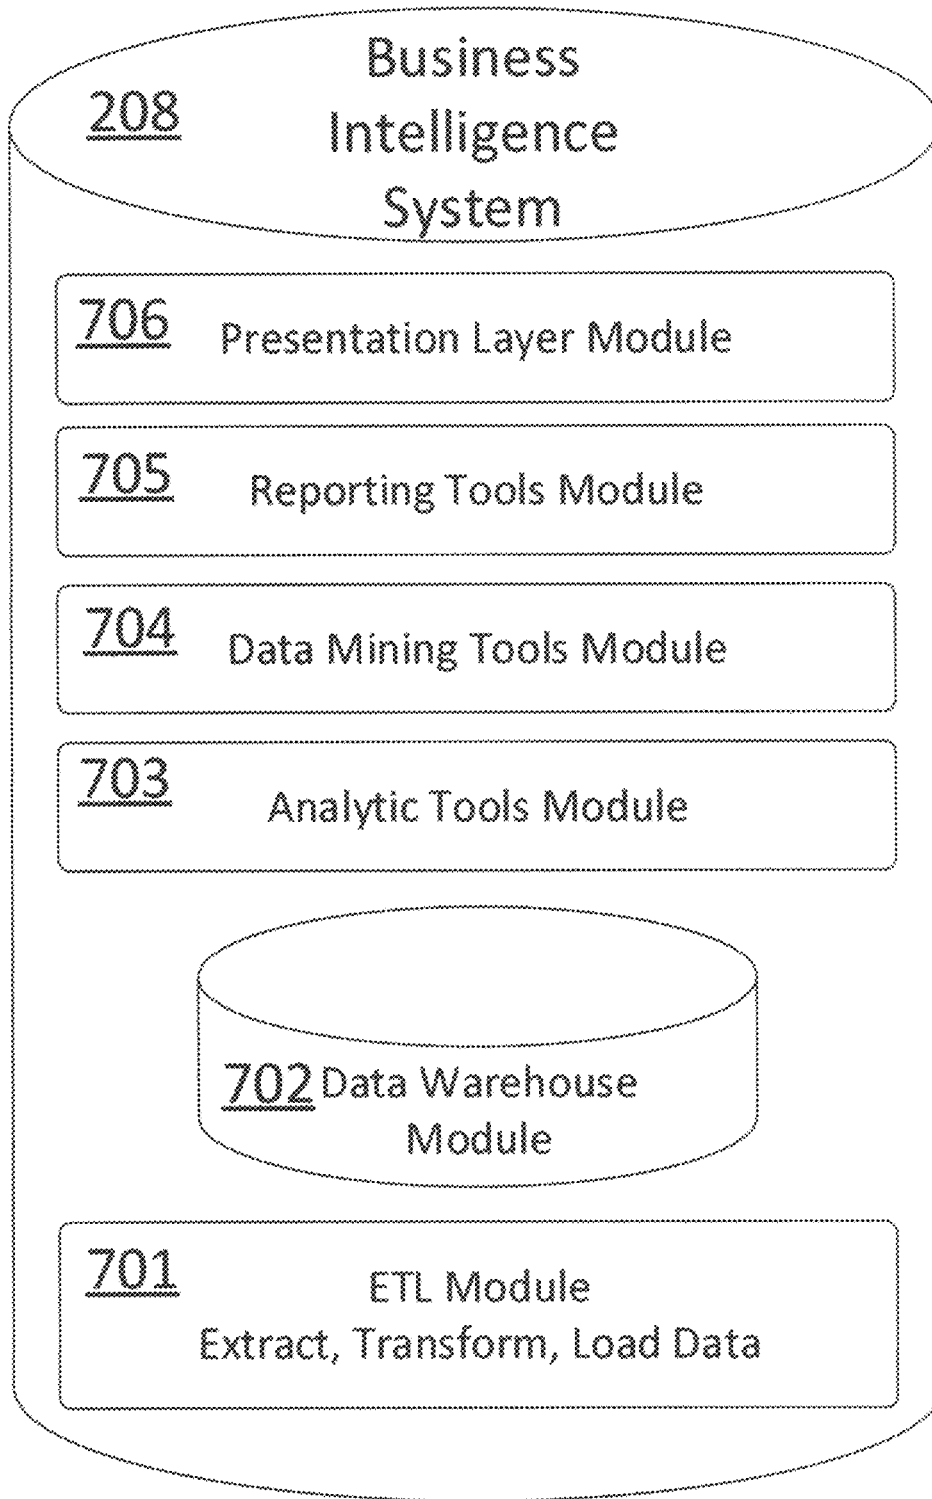 Business
208 Intelligence
System
706 Presentation Layer Module
705 Reporting Tools Module
704 Data Mining Tools Module
703 Analytic Tools Module
702 Data Warehouse
Module
701 ETL Module
Extract, Transform, Load Data